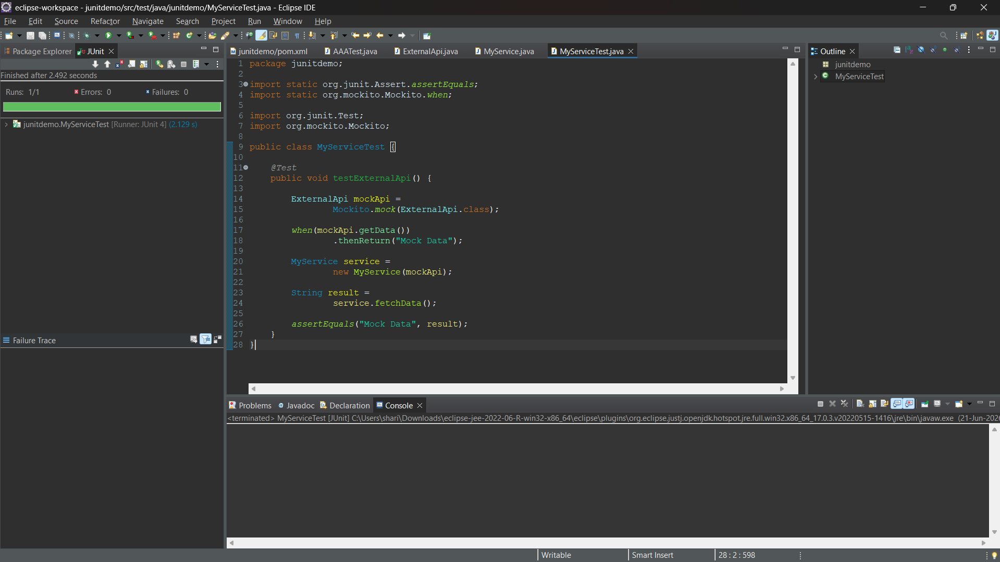 eclipse-workspace - junitdemo/src/test/java/junitdemo/MyServiceTest.java - Eclipse IDE
File Edit Source Refactor Navigate Search Project Run Window Help
Package Explorer JUnit
Finished after 2.492 seconds
Runs: 1/1 Errors: 0 Failures: 0
junitdemo.MyServiceTest [Runner: JUnit 4] (2.129 s)
Failure Trace
junitdemo/pom.xml AAATest.java ExternalApi.java MyService.java MyServiceTest.java
1 package junitdemo;
2
3 import static org.junit.Assert.assertEquals;
4 import static org.mockito.Mockito.when;
5
6 import org.junit.Test;
7 import org.mockito.Mockito;
8
9 public class MyServiceTest {
10
11     @Test
12     public void testExternalApi() {
13
14         ExternalApi mockApi =
15                 Mockito.mock(ExternalApi.class);
16
17         when(mockApi.getData())
18                 .thenReturn("Mock Data");
19
20         MyService service =
21                 new MyService(mockApi);
22
23         String result =
24                 service.fetchData();
25
26         assertEquals("Mock Data", result);
27     }
28 }
Outline
junitdemo
MyServiceTest
Problems Javadoc Declaration Console
<terminated> MyServiceTest [JUnit] C:\Users\shari\Downloads\eclipse-jee-2022-06-R-win32-x86_64\eclipse\plugins\org.eclipse.justj.openjdk.hotspot.jre.full.win32.x86_64_17.0.3.v20220515-1416\jre\bin\javaw.exe (21-Jun-2026
Writable Smart Insert 28 : 2 : 598